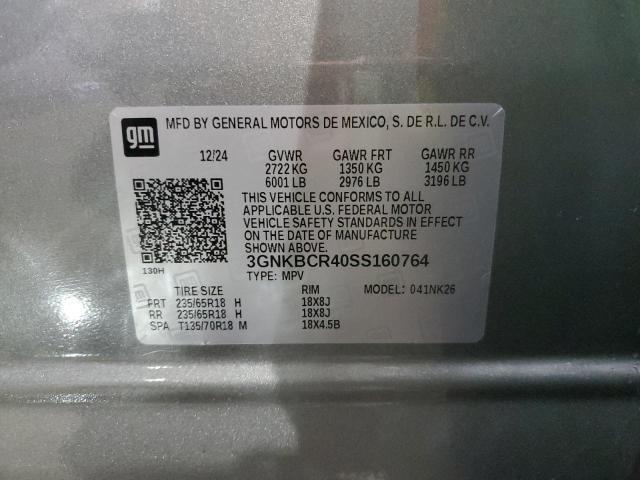 gm
MFD BY GENERAL MOTORS DE MEXICO, S. DE R.L. DE C.V.
12/24 GVWR GAWR FRT GAWR RR
2722 KG 1350 KG 1450 KG
6001 LB 2976 LB 3196 LB
THIS VEHICLE CONFORMS TO ALL
APPLICABLE U.S. FEDERAL MOTOR
VEHICLE SAFETY STANDARDS IN EFFECT
ON THE DATE OF MANUFACTURE
SHOWN ABOVE.
130H 3GNKBCR40SS160764
TYPE: MPV
TIRE SIZE RIM MODEL: 041NK26
FRT 235/65R18 H 18X8J
RR 235/65R18 H 18X8J
SPA T135/70R18 M 18X4.5B